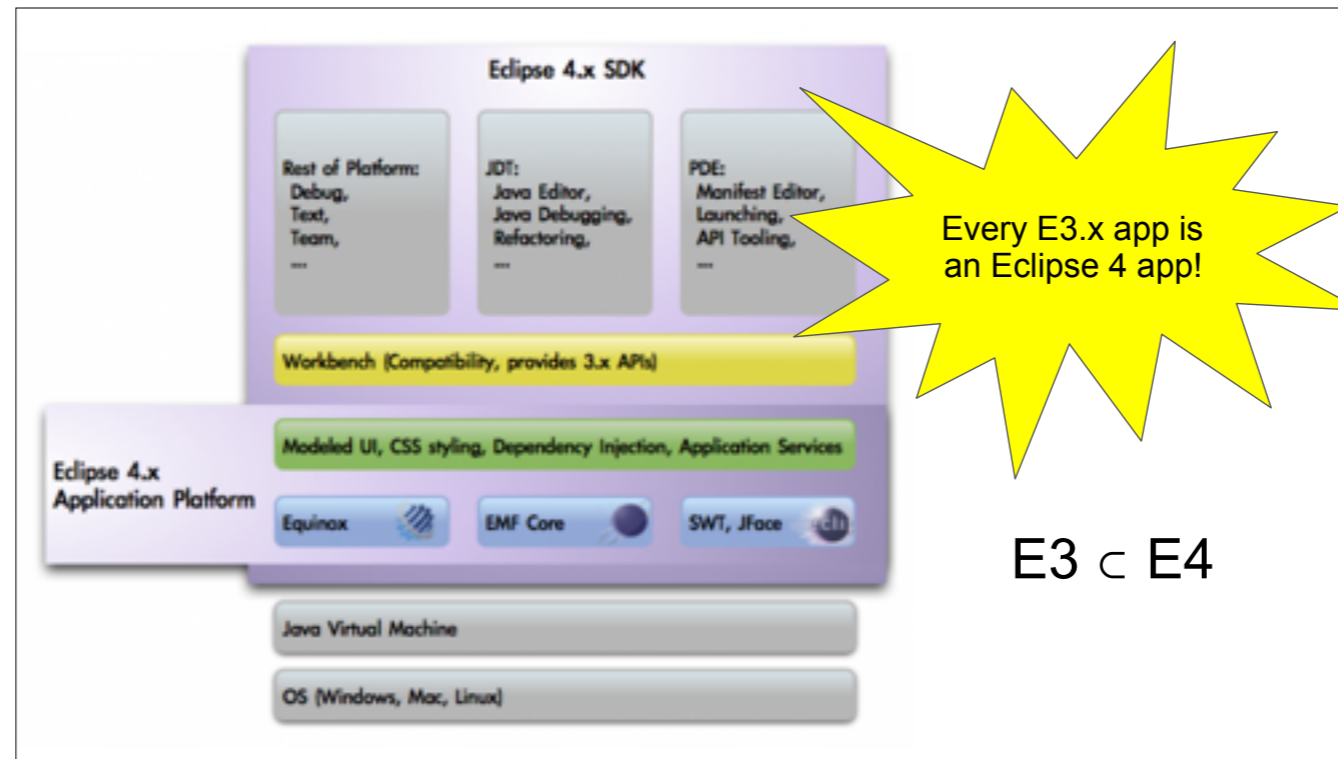 Eclipse 4.x SDK
Rest of Platform:
Debug,
Text,
Team,
...
JDT:
Java Editor,
Java Debugging,
Refactoring,
...
PDE:
Manifest Editor,
Launching,
API Tooling,
...
Every E3.x app is
an Eclipse 4 app!
Workbench (Compatibility, provides 3.x APIs)
Modeled UI, CSS styling, Dependency Injection, Application Services
Eclipse 4.x
Application Platform
Equinox
EMF Core
SWT, JFace
E3 ⊂ E4
Java Virtual Machine
OS (Windows, Mac, Linux)